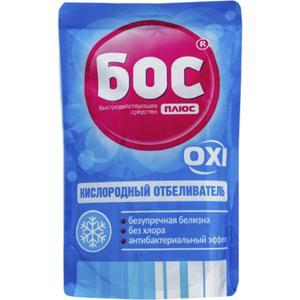 БОС®
быстродействующее
средство ПЛЮС
OXI
КИСЛОРОДНЫЙ ОТБЕЛИВАТЕЛЬ
• безупречная белизна
• без хлора
• антибактериальный эффект